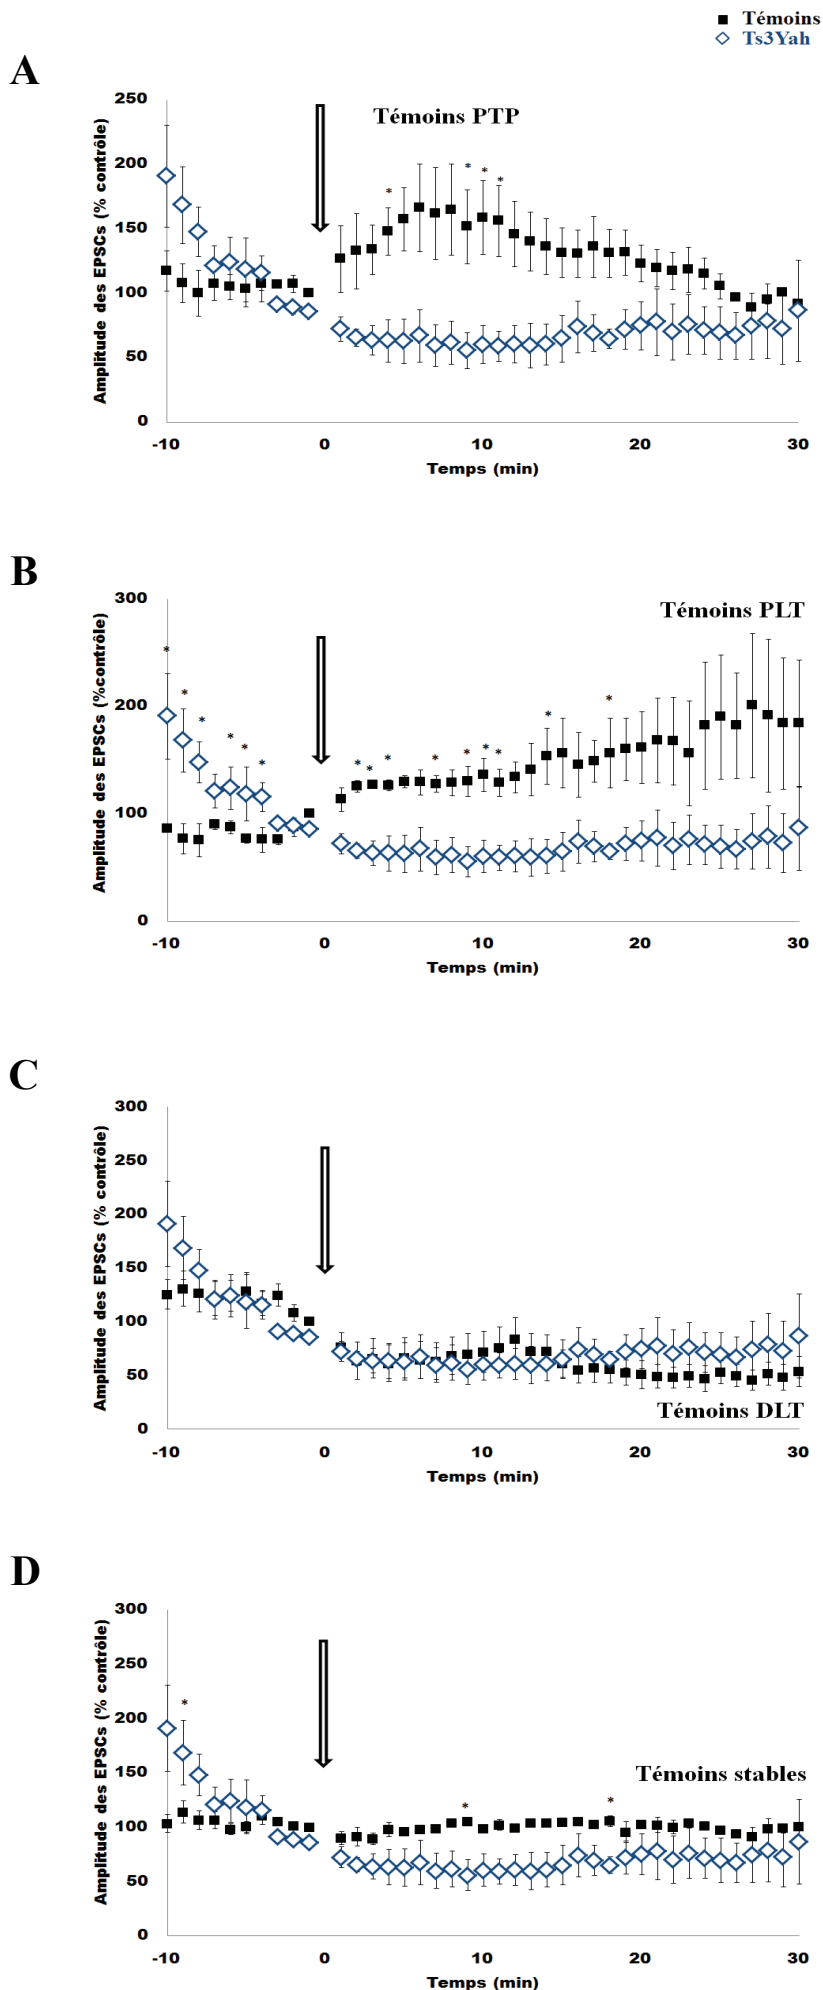 Témoins
Ts3Yah
A
Témoins PTP
Amplitude des EPSCs (% contrôle)
250
200
150
100
50
0
-10 0 10 20 30
Temps (min)
* * * *
B
Témoins PLT
Amplitude des EPSCs (%contrôle)
300
200
100
0
-10 0 10 20 30
Temps (min)
* * * * * * * * * * * * * * *
C
Amplitude des EPSCs (% contrôle)
300
250
200
150
100
50
0
Témoins DLT
-10 0 10 20 30
Temps (min)
D
Amplitude des EPSCs (% contrôle)
300
250
200
150
100
50
0
* * *
Témoins stables
-10 0 10 20 30
Temps (min)